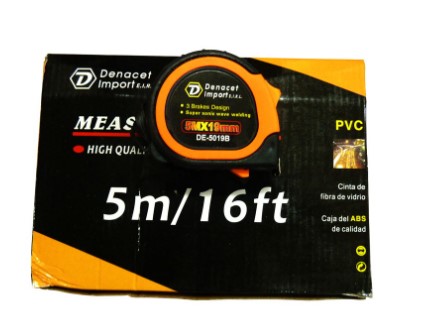 Denacet
Import E.I.R.
Denacet
Import E.I.R.L.
• 3 Brakes Design
• Super sonic wave welding
5MX19mm
DE-5019B
MEAS
HIGH QUAL
PVC
5m/16ft
Cinta de
fibra de vidrio
Caja del ABS
de calidad